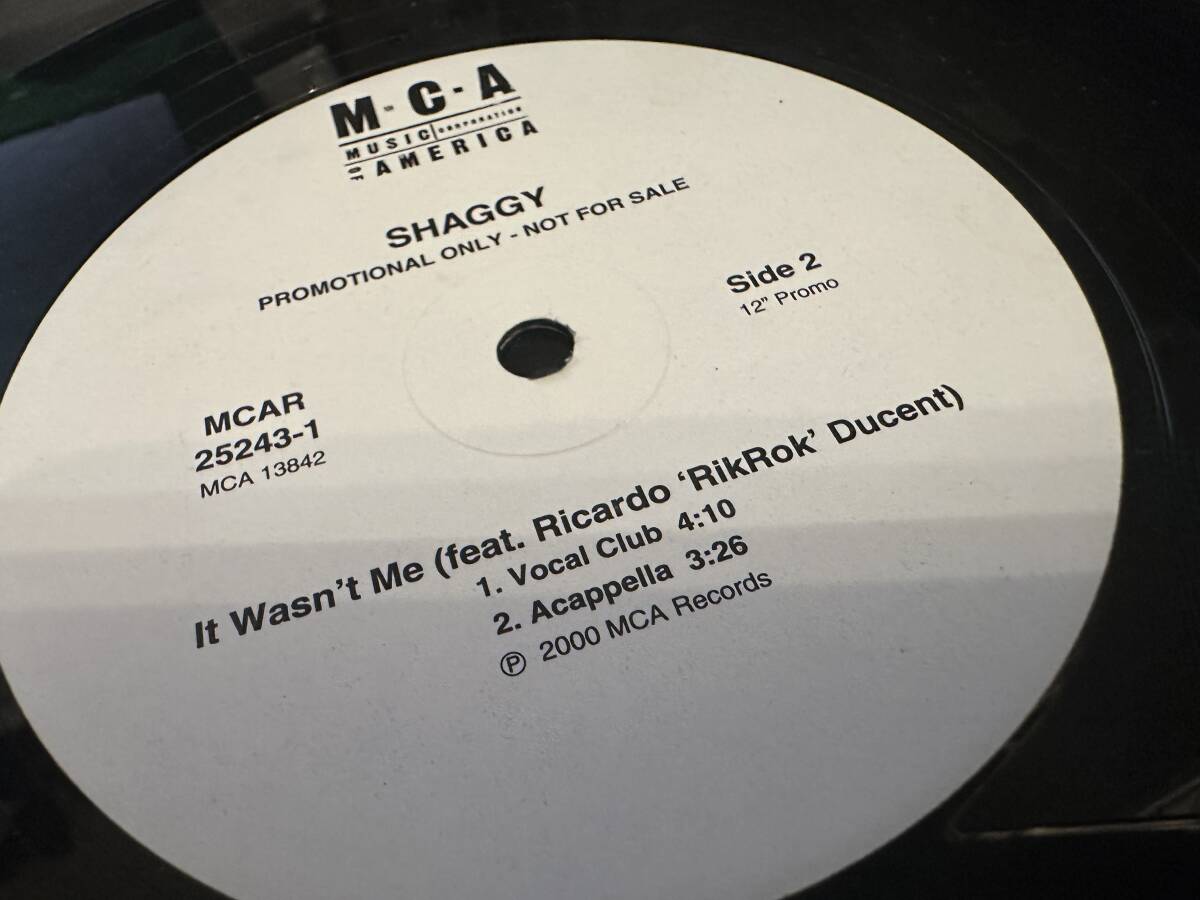 M-C-A
MUSIC CORPORATION
OF AMERICA
SHAGGY
PROMOTIONAL ONLY - NOT FOR SALE
Side 2
12" Promo
MCAR
25243-1
MCA 13842
It Wasn't Me (feat. Ricardo 'RikRok' Ducent)
1. Vocal Club 4:10
2. Acappella 3:26
℗ 2000 MCA Records